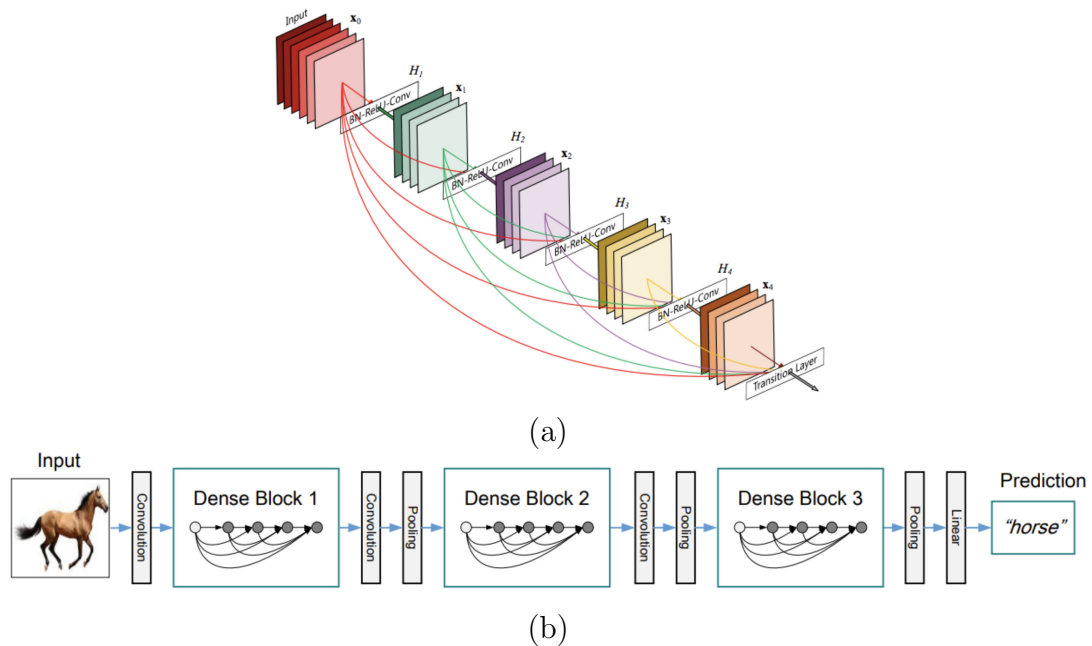 Input
x0
H1
BN-ReLU-Conv
x1
H2
BN-ReLU-Conv
x2
H3
BN-ReLU-Conv
x3
H4
BN-ReLU-Conv
x4
Transition Layer
(a)
Input
Convolution
Dense Block 1
Convolution
Pooling
Dense Block 2
Convolution
Pooling
Dense Block 3
Pooling
Linear
Prediction
“horse”
(b)